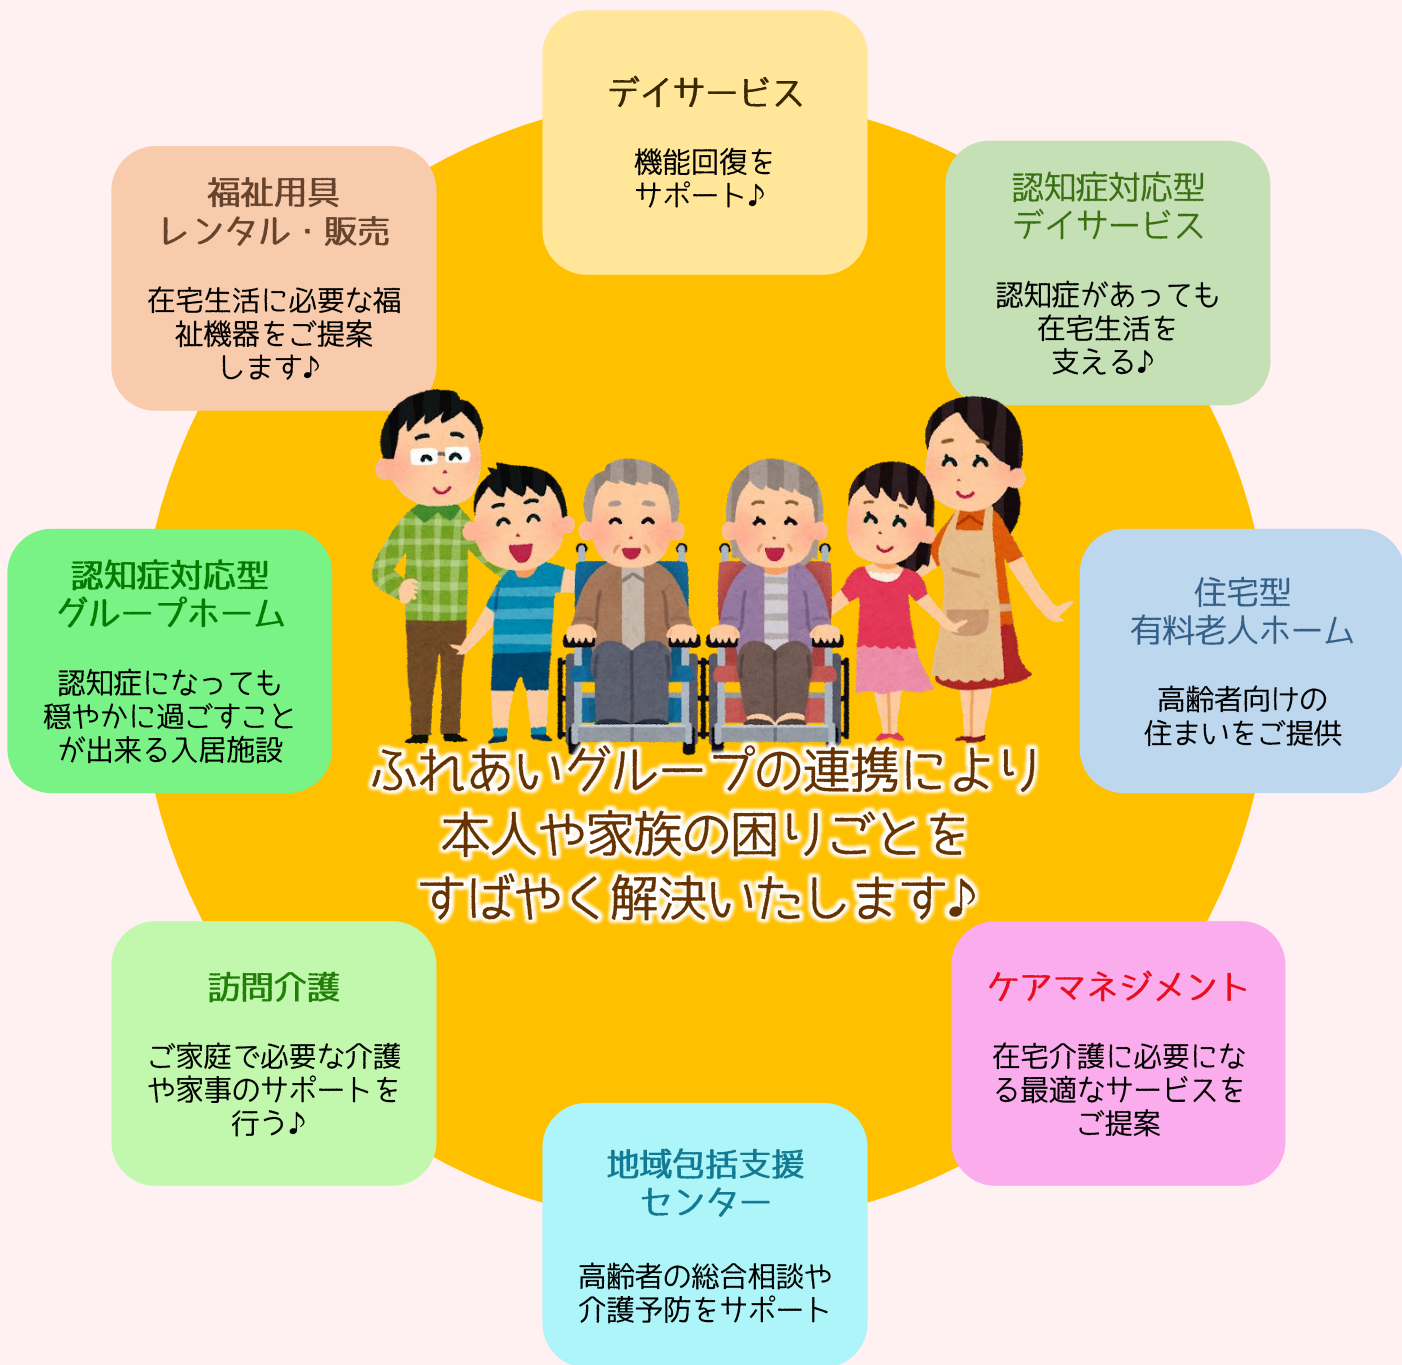 デイサービス
機能回復を
サポート♪
認知症対応型
デイサービス
認知症があっても
在宅生活を
支える♪
住宅型
有料老人ホーム
高齢者向けの
住まいをご提供
ケアマネジメント
在宅介護に必要にな
る最適なサービスを
ご提案
地域包括支援
センター
高齢者の総合相談や
介護予防をサポート
訪問介護
ご家庭で必要な介護
や家事のサポートを
行う♪
認知症対応型
グループホーム
認知症になっても
穏やかに過ごすこと
が出来る入居施設
福祉用具
レンタル・販売
在宅生活に必要な福
祉機器をご提案
します♪
ふれあいグループの連携により
本人や家族の困りごとを
すばやく解決いたします♪